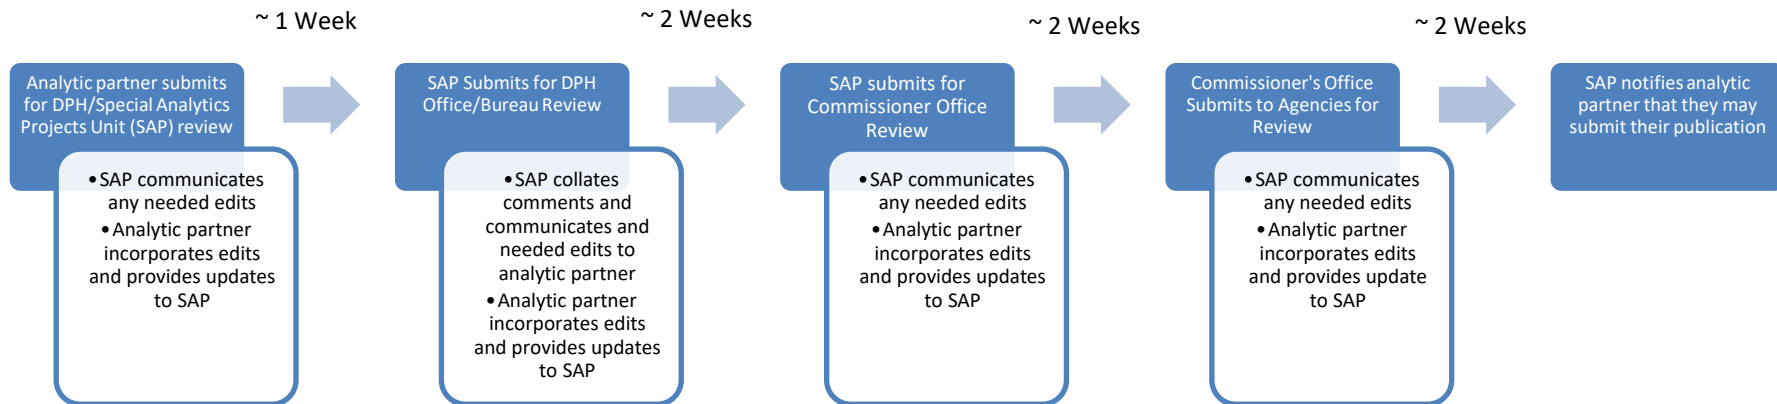 ~ 1 Week
~ 2 Weeks
~ 2 Weeks
~ 2 Weeks
Analytic partner submits
for DPH/Special Analytics
Projects Unit (SAP) review
•SAP communicates
any needed edits
•Analytic partner
incorporates edits
and provides updates
to SAP
SAP Submits for DPH
Office/Bureau Review
•SAP collates
comments and
communicates and
needed edits to
analytic partner
•Analytic partner
incorporates edits
and provides updates
to SAP
SAP submits for
Commissioner Office
Review
•SAP communicates
any needed edits
•Analytic partner
incorporates edits
and provides updates
to SAP
Commissioner's Office
Submits to Agencies for
Review
•SAP communicates
any needed edits
•Analytic partner
incorporates edits
and provides update
to SAP
SAP notifies analytic
partner that they may
submit their publication